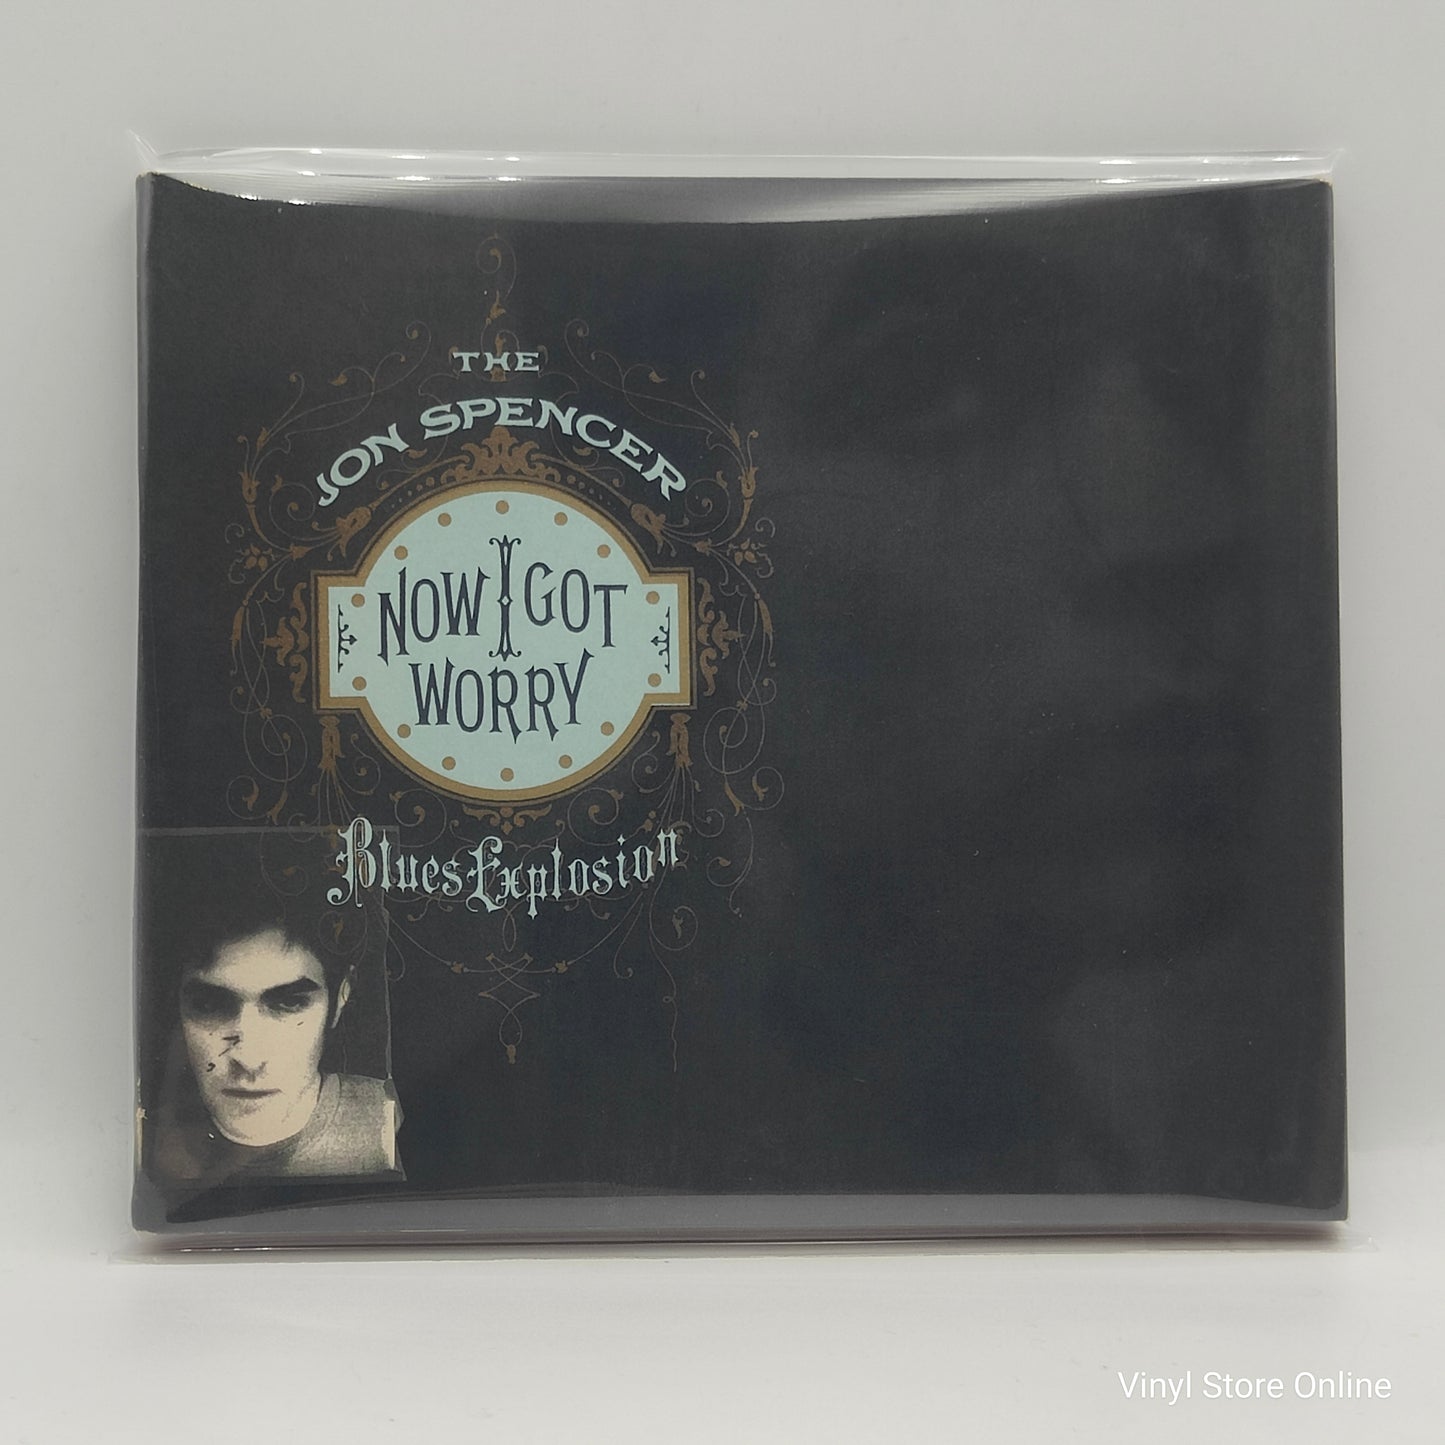 THE
JON SPENCER
NOW I GOT
WORRY
Blues Explosion
Vinyl Store Online